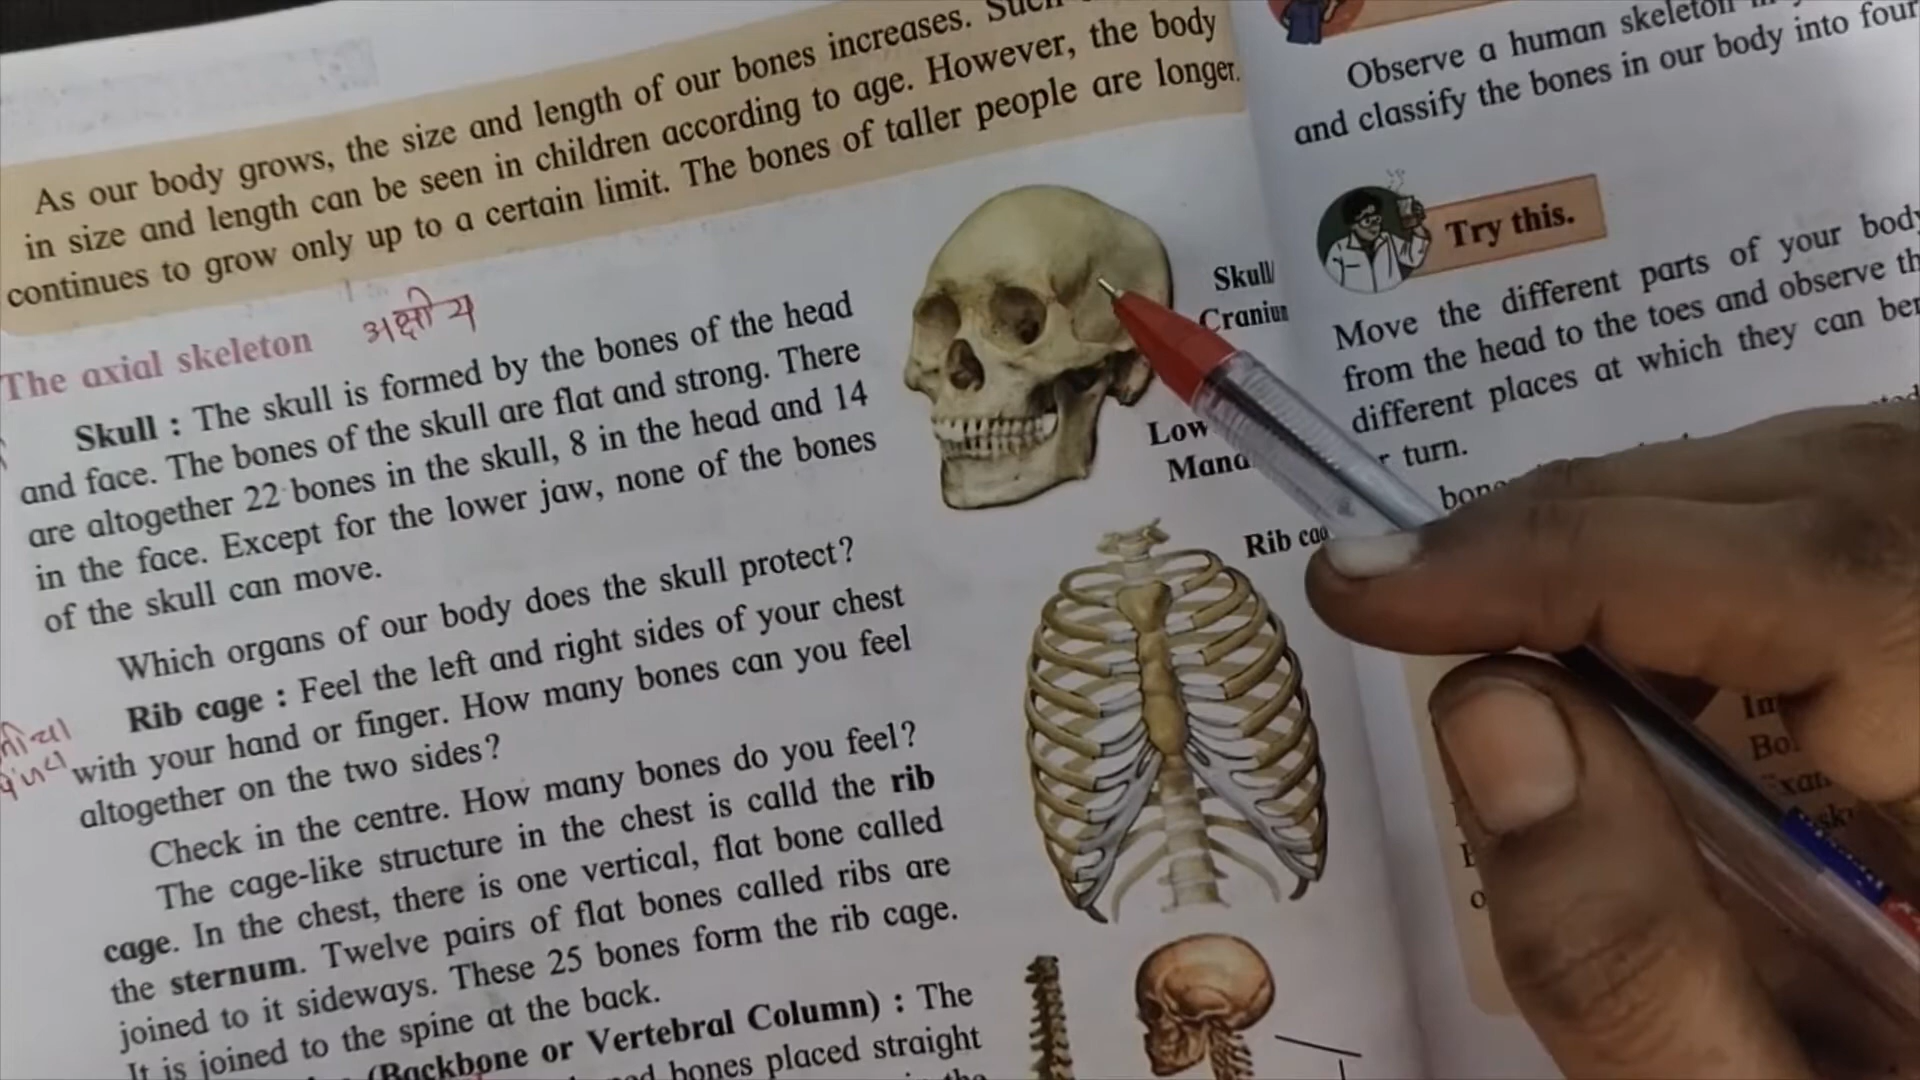 As our body grows, the size and length of our bones increases. Such
in size and length can be seen in children according to age. However, the body
continues to grow only up to a certain limit. The bones of taller people are longer.
The axial skeleton अक्षीय
Skull : The skull is formed by the bones of the head
and face. The bones of the skull are flat and strong. There
are altogether 22 bones in the skull, 8 in the head and 14
in the face. Except for the lower jaw, none of the bones
of the skull can move.
Which organs of our body does the skull protect?
Rib cage : Feel the left and right sides of your chest
with your hand or finger. How many bones can you feel
altogether on the two sides?
Check in the centre. How many bones do you feel?
The cage-like structure in the chest is calld the rib
cage. In the chest, there is one vertical, flat bone called
the sternum. Twelve pairs of flat bones called ribs are
joined to it sideways. These 25 bones form the rib cage.
It is joined to the spine at the back.
(Backbone or Vertebral Column) : The
bones placed straight
Skull/
Cranium
Low
Mand
Rib cag
Observe a human skeleton
and classify the bones in our body into four
Try this.
Move the different parts of your body
from the head to the toes and observe th
different places at which they can ben
turn.
bone